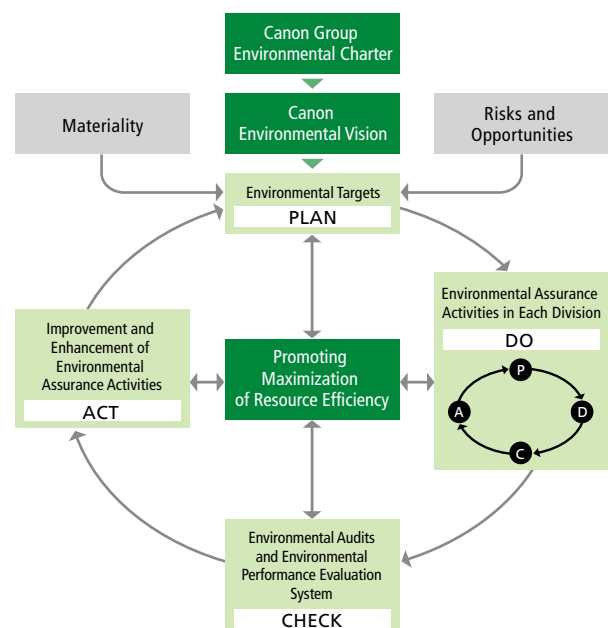 Canon Group
Environmental Charter
Materiality
Canon
Environmental Vision
Risks and
Opportunities
Environmental Targets
PLAN
Environmental Assurance
Activities in Each Division
DO
P
D
C
A
Improvement and
Enhancement of
Environmental
Assurance Activities
ACT
Promoting
Maximization
of Resource Efficiency
Environmental Audits
and Environmental
Performance Evaluation
System
CHECK